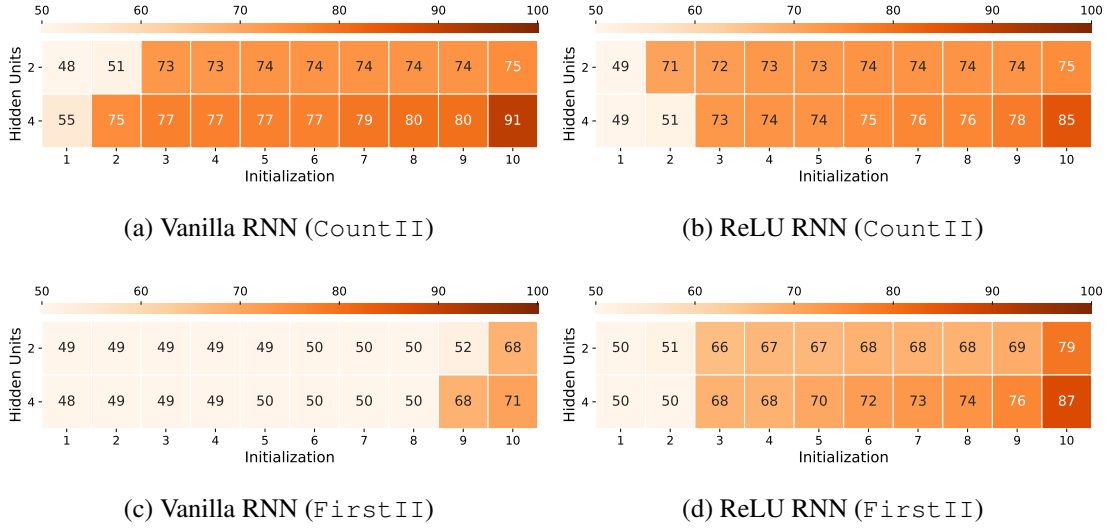 50 60 70 80 90 100
Hidden Units
2 48 51 73 73 74 74 74 74 74 75
4 55 75 77 77 77 77 79 80 80 91
1 2 3 4 5 6 7 8 9 10
Initialization
(a) Vanilla RNN (CountII)
50 60 70 80 90 100
Hidden Units
2 49 71 72 73 73 74 74 74 74 75
4 49 51 73 74 74 75 76 76 78 85
1 2 3 4 5 6 7 8 9 10
Initialization
(b) ReLU RNN (CountII)
50 60 70 80 90 100
Hidden Units
2 49 49 49 49 49 50 50 50 52 68
4 48 49 49 49 50 50 50 50 68 71
1 2 3 4 5 6 7 8 9 10
Initialization
(c) Vanilla RNN (FirstII)
50 60 70 80 90 100
Hidden Units
2 50 51 66 67 67 68 68 68 69 79
4 50 50 68 68 70 72 73 74 76 87
1 2 3 4 5 6 7 8 9 10
Initialization
(d) ReLU RNN (FirstII)